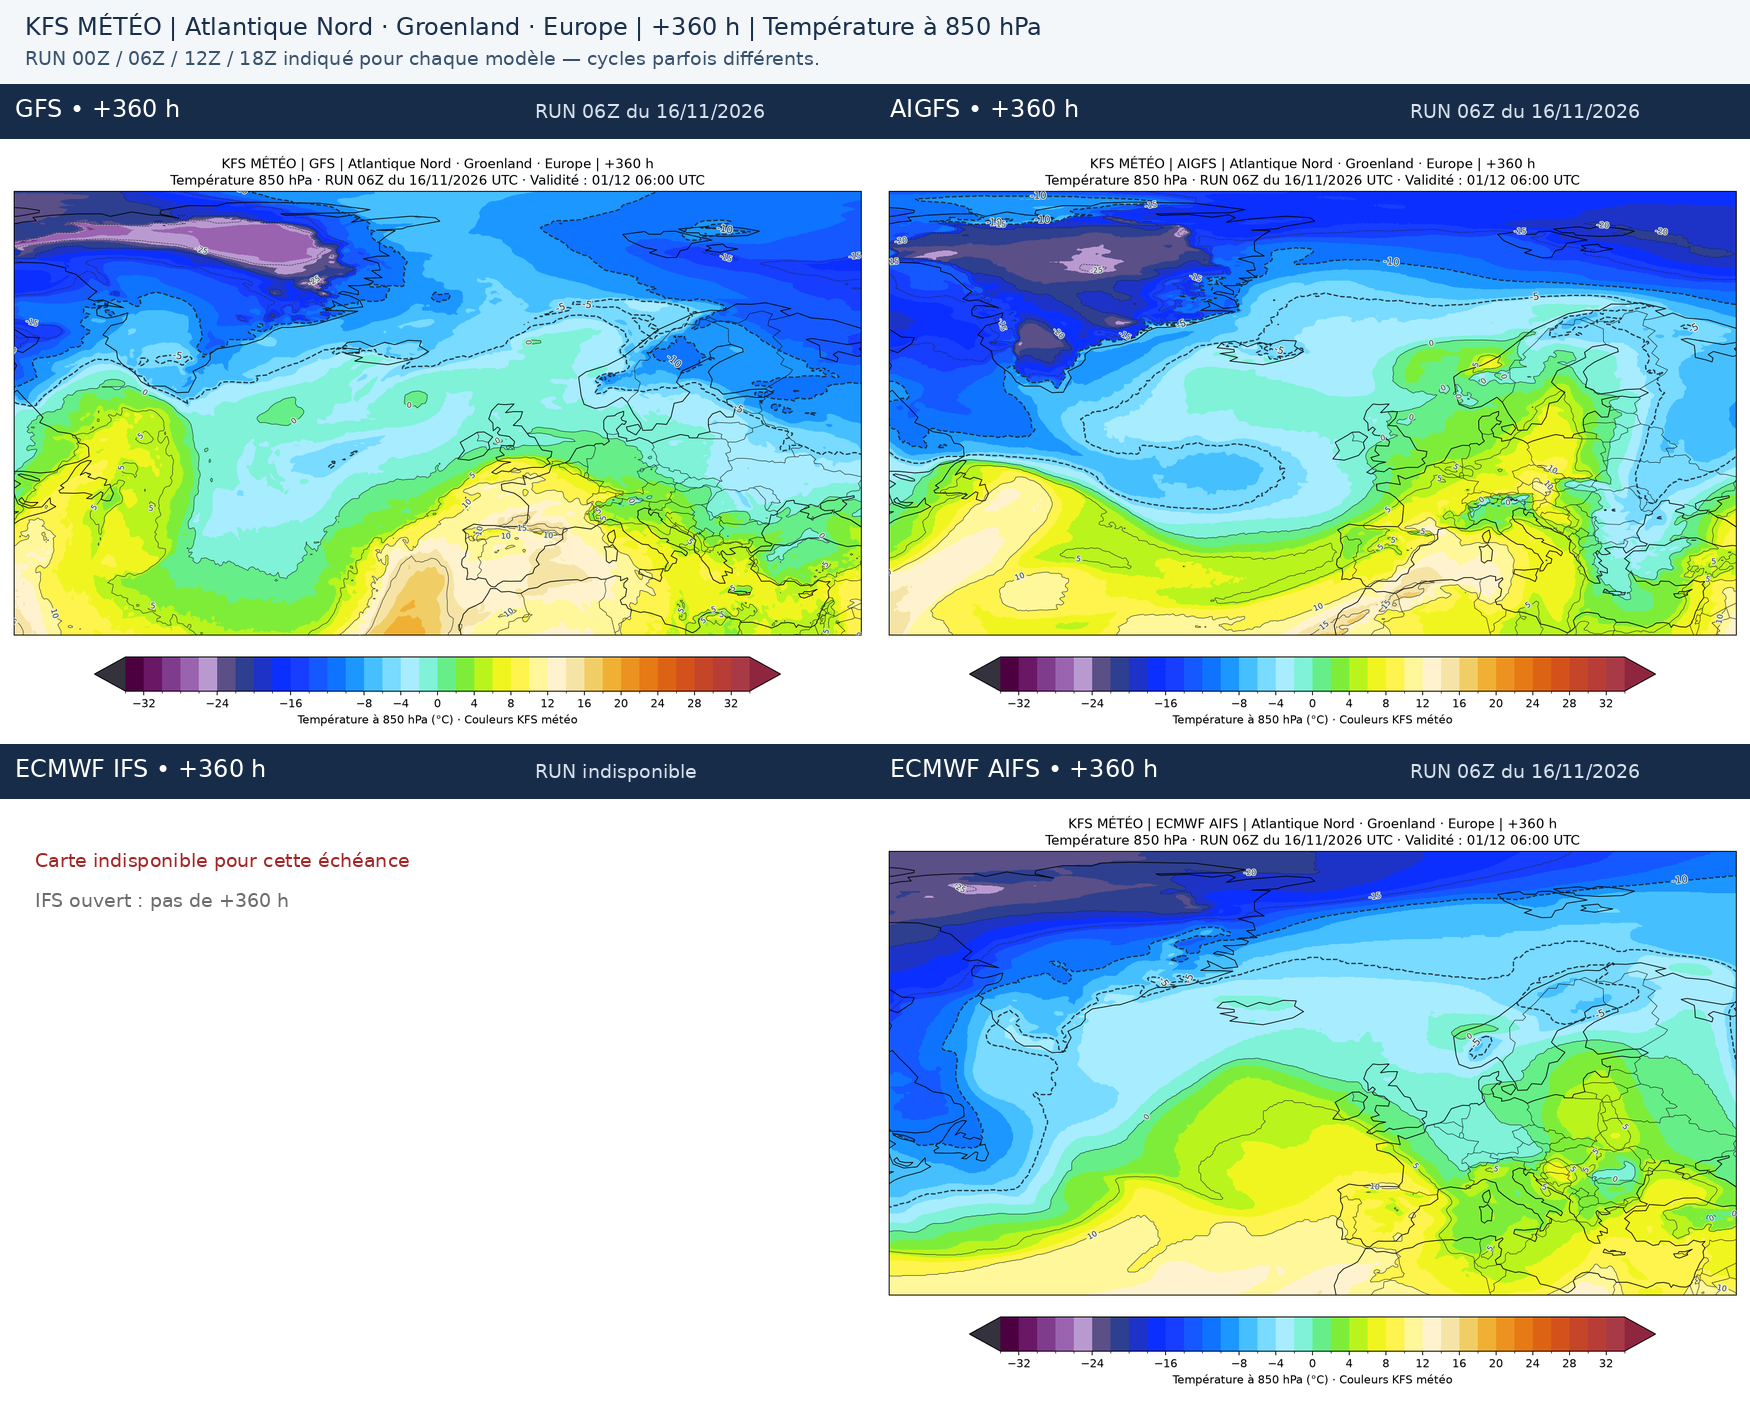 KFS MÉTÉO | Atlantique Nord · Groenland · Europe | +360 h | Température à 850 hPa
RUN 00Z / 06Z / 12Z / 18Z indiqué pour chaque modèle — cycles parfois différents.
GFS • +360 h
RUN 06Z du 16/11/2026
AIGFS • +360 h
RUN 06Z du 16/11/2026
KFS MÉTÉO | GFS | Atlantique Nord · Groenland · Europe | +360 h
Température 850 hPa · RUN 06Z du 16/11/2026 UTC · Validité : 01/12 06:00 UTC
KFS MÉTÉO | AIGFS | Atlantique Nord · Groenland · Europe | +360 h
Température 850 hPa · RUN 06Z du 16/11/2026 UTC · Validité : 01/12 06:00 UTC
−32 −24 −16 −8 −4 0 4 8 12 16 20 24 28 32
Température à 850 hPa (°C) · Couleurs KFS météo
−32 −24 −16 −8 −4 0 4 8 12 16 20 24 28 32
Température à 850 hPa (°C) · Couleurs KFS météo
ECMWF IFS • +360 h
RUN indisponible
ECMWF AIFS • +360 h
RUN 06Z du 16/11/2026
Carte indisponible pour cette échéance
IFS ouvert : pas de +360 h
KFS MÉTÉO | ECMWF AIFS | Atlantique Nord · Groenland · Europe | +360 h
Température 850 hPa · RUN 06Z du 16/11/2026 UTC · Validité : 01/12 06:00 UTC
−32 −24 −16 −8 −4 0 4 8 12 16 20 24 28 32
Température à 850 hPa (°C) · Couleurs KFS météo